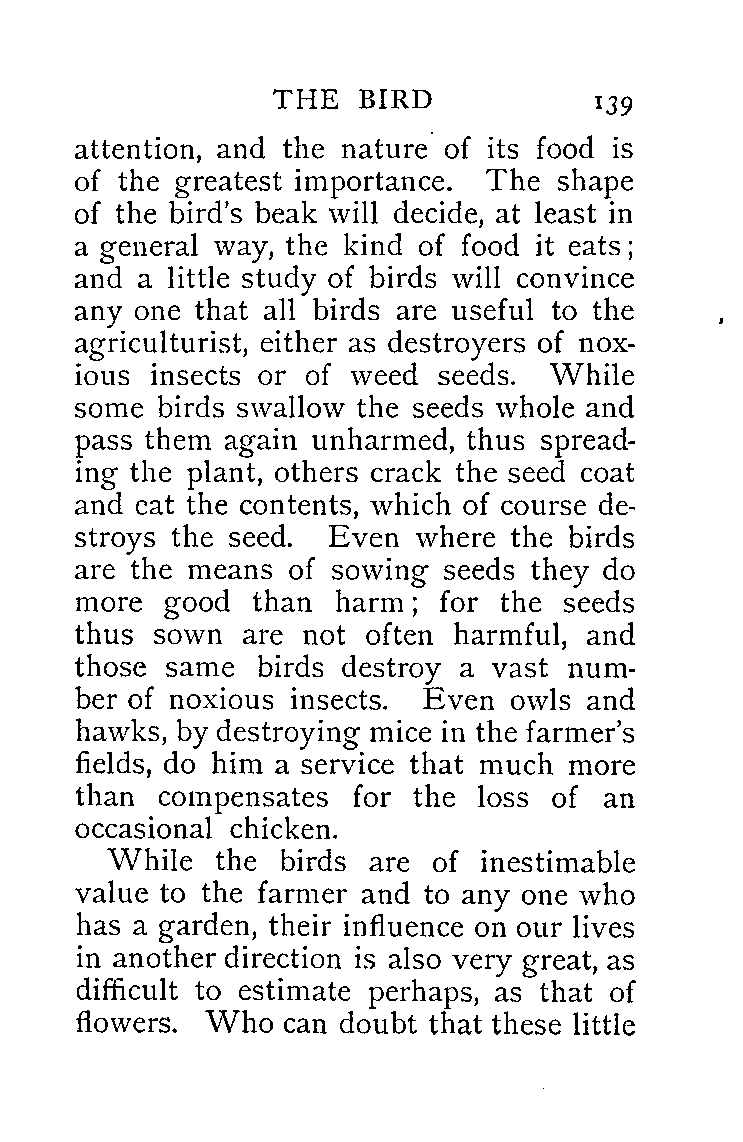 THE BIRD 139
attention, and the nature of its food is
of the greatest importance. The shape
of the bird's beak will decide, at least in
a general way, the kind of food it eats;
and a little study of birds will convince
any one that all birds are useful to the
agriculturist, either as destroyers of nox-
ious insects or of weed seeds. While
some birds swallow the seeds whole and
pass them again unharmed, thus spread-
ing the plant, others crack the seed coat
and eat the contents, which of course de-
stroys the seed. Even where the birds
are the means of sowing seeds they do
more good than harm; for the seeds
thus sown are not often harmful, and
those same birds destroy a vast num-
ber of noxious insects. Even owls and
hawks, by destroying mice in the farmer's
fields, do him a service that much more
than compensates for the loss of an
occasional chicken.
While the birds are of inestimable
value to the farmer and to any one who
has a garden, their influence on our lives
in another direction is also very great, as
difficult to estimate perhaps, as that of
flowers. Who can doubt that these little